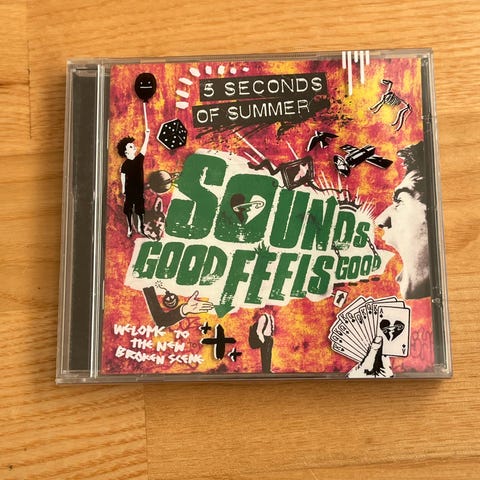 5 SECONDS
OF SUMMER
SOUNDS
GOOD FEELS GOOD
WELCOME TO
THE NEW
BROKEN SCENE
A
A